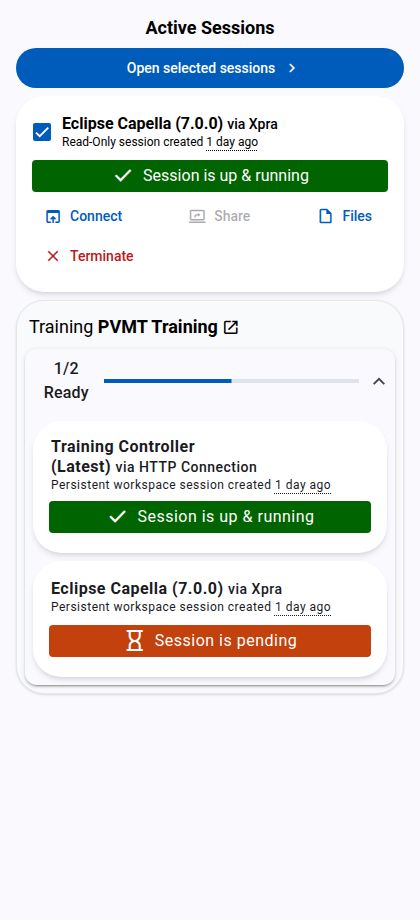 Active Sessions
Open selected sessions
Eclipse Capella (7.0.0) via Xpra
Read-Only session created 1 day ago
Session is up & running
Connect
Share
Files
Terminate
Training PVMT Training
1/2
Ready
Training Controller
(Latest) via HTTP Connection
Persistent workspace session created 1 day ago
Session is up & running
Eclipse Capella (7.0.0) via Xpra
Persistent workspace session created 1 day ago
Session is pending